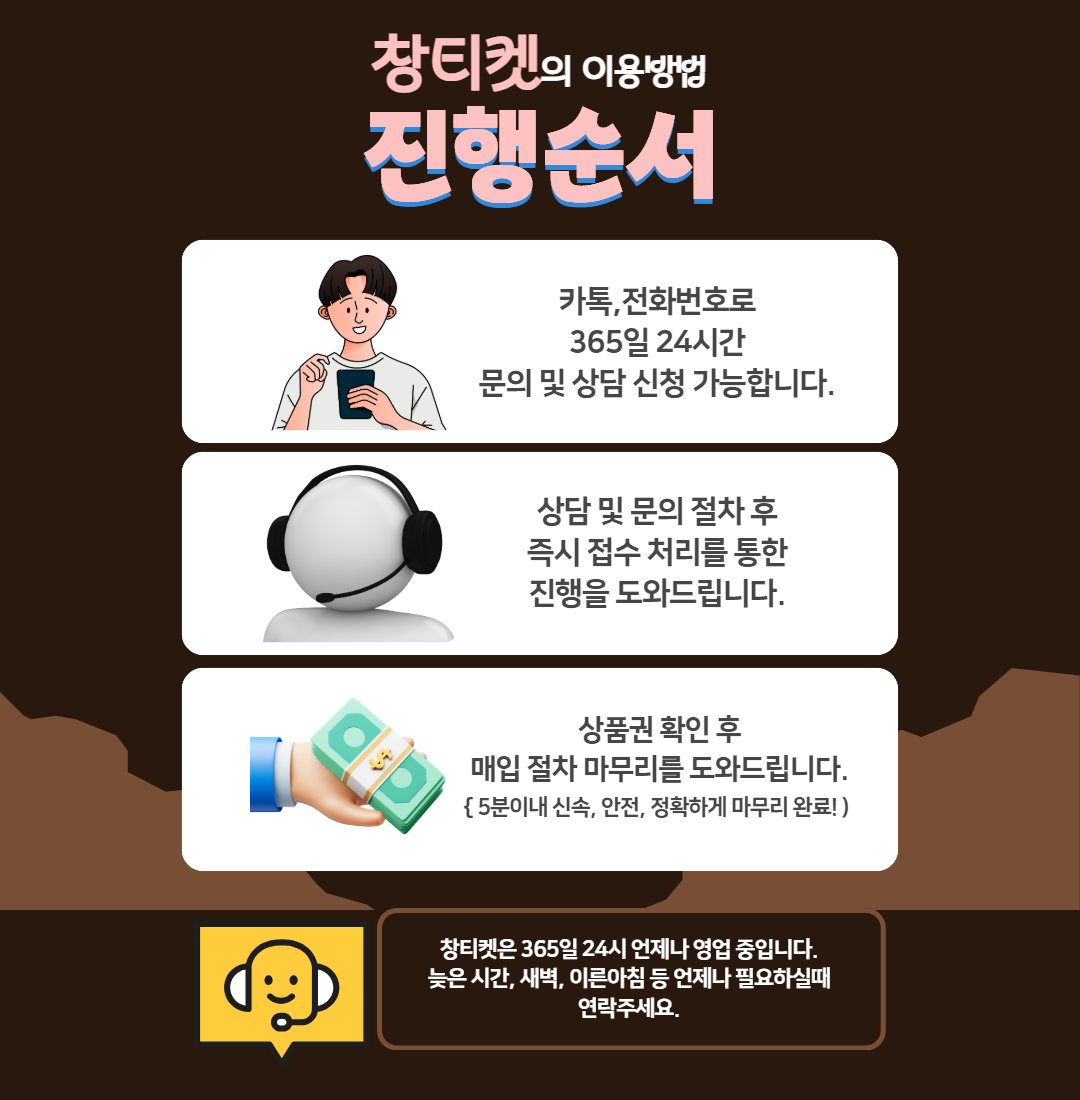 창티켓의 이용방법
진행순서
카톡,전화번호로
365일 24시간
문의 및 상담 신청 가능합니다.
상담 및 문의 절차 후
즉시 접수 처리를 통한
진행을 도와드립니다.
상품권 확인 후
매입 절차 마무리를 도와드립니다.
{ 5분이내 신속, 안전, 정확하게 마무리 완료! )
창티켓은 365일 24시 언제나 영업 중입니다.
늦은 시간, 새벽, 이른아침 등 언제나 필요하실때
연락주세요.